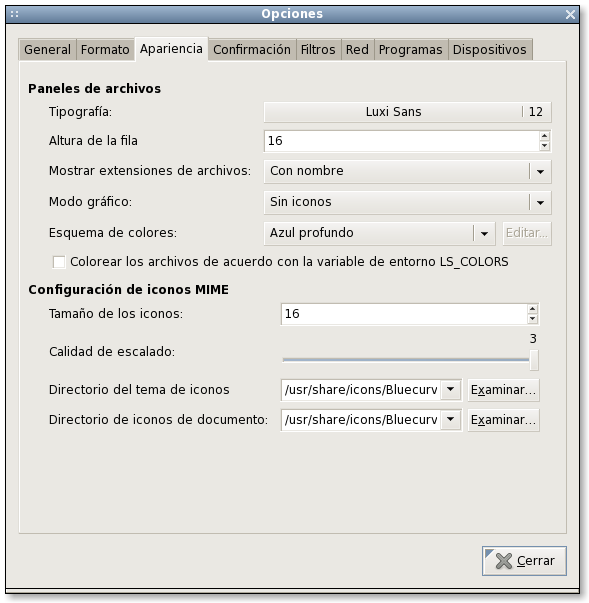 Opciones
General Formato Apariencia Confirmación Filtros Red Programas Dispositivos
Paneles de archivos
Tipografía: Luxi Sans 12
Altura de la fila 16
Mostrar extensiones de archivos: Con nombre
Modo gráfico: Sin iconos
Esquema de colores: Azul profundo Editar...
Colorear los archivos de acuerdo con la variable de entorno LS_COLORS
Configuración de iconos MIME
Tamaño de los iconos: 16
3
Calidad de escalado:
Directorio del tema de iconos /usr/share/icons/Bluecurv Examinar...
Directorio de iconos de documento: /usr/share/icons/Bluecurv Examinar...
Cerrar